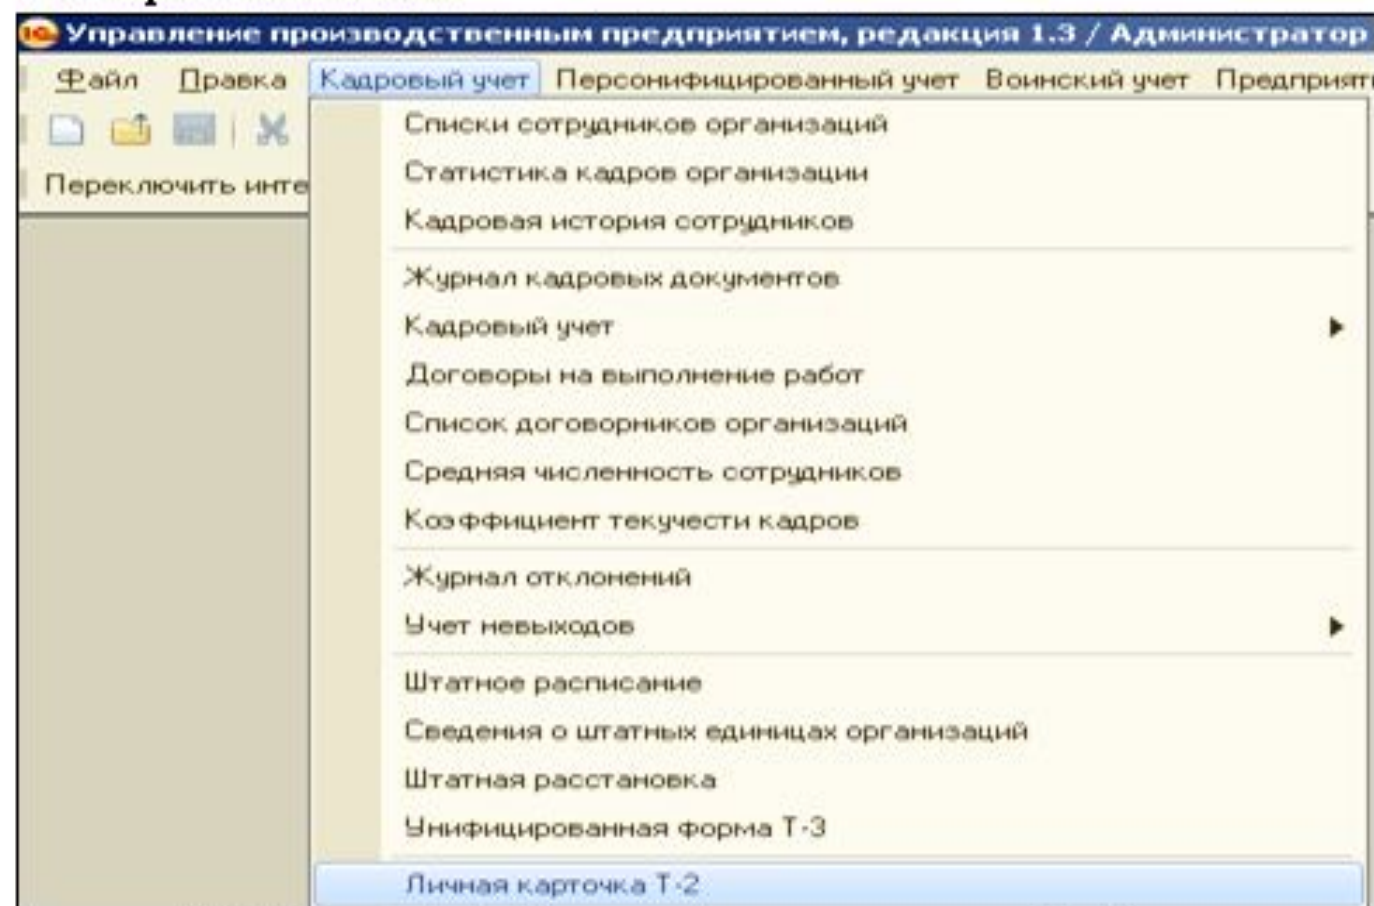 Управление производственным предприятием, редакция 1.3 / Администратор
Файл Правка Кадровый учет Персонифицированный учет Воинский учет Предприят
Переключить инте
Списки сотрудников организаций
Статистика кадров организации
Кадровая история сотрудников
Журнал кадровых документов
Кадровый учет
Договоры на выполнение работ
Список договорников организаций
Средняя численность сотрудников
Коэффициент текучести кадров
Журнал отклонений
Учет невыходов
Штатное расписание
Сведения о штатных единицах организаций
Штатная расстановка
Унифицированная форма Т-3
Личная карточка Т-2